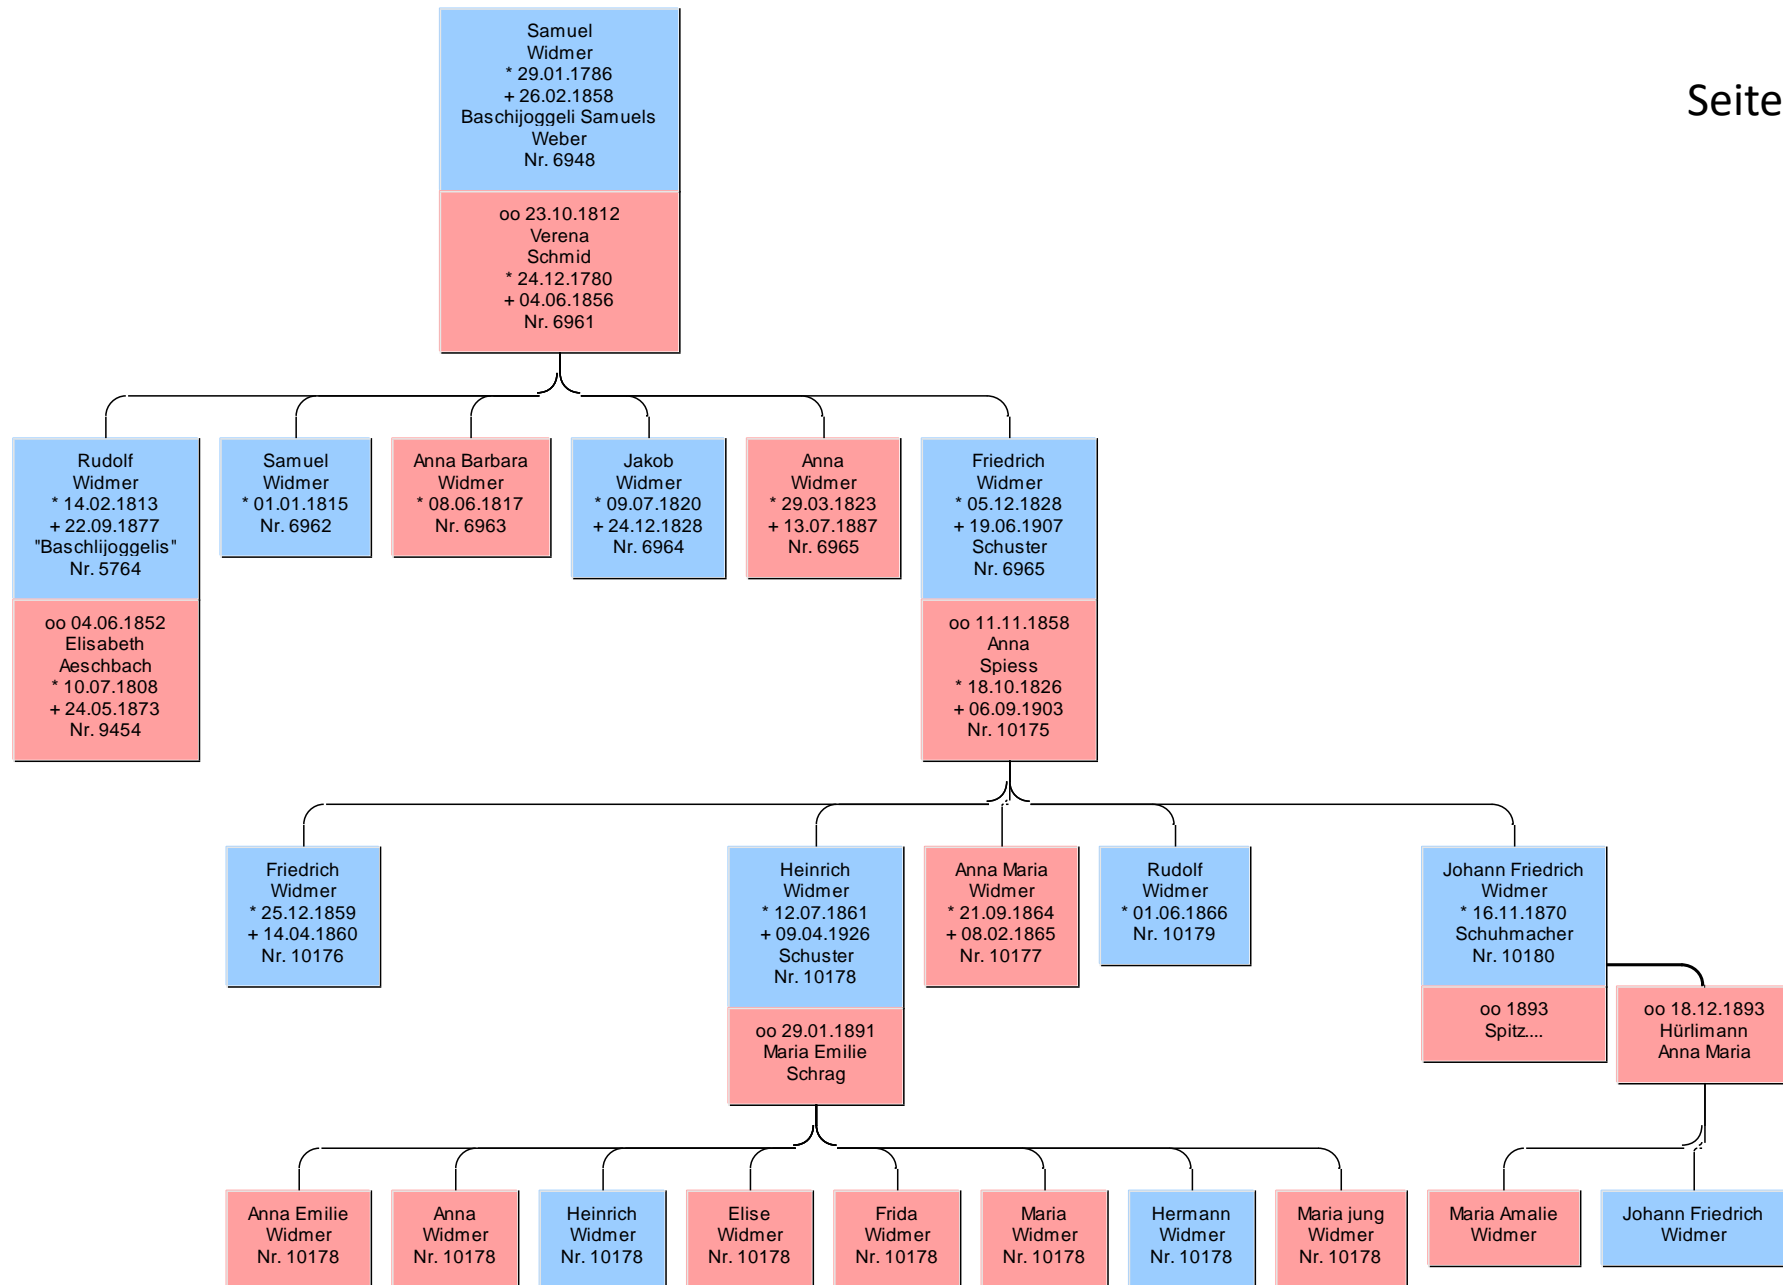 Samuel
Widmer
* 29.01.1786
+ 26.02.1858
Baschijoggeli Samuels
Weber
Nr. 6948
Seite
oo 23.10.1812
Verena
Schmid
* 24.12.1780
+ 04.06.1856
Nr. 6961
Rudolf
Widmer
* 14.02.1813
+ 22.09.1877
"Baschlijoggelis"
Nr. 5764
oo 04.06.1852
Elisabeth
Aeschbach
* 10.07.1808
+ 24.05.1873
Nr. 9454
Samuel
Widmer
* 01.01.1815
Nr. 6962
Anna Barbara
Widmer
* 08.06.1817
Nr. 6963
Jakob
Widmer
* 09.07.1820
+ 24.12.1828
Nr. 6964
Anna
Widmer
* 29.03.1823
+ 13.07.1887
Nr. 6965
Friedrich
Widmer
* 05.12.1828
+ 19.06.1907
Schuster
Nr. 6965
oo 11.11.1858
Anna
Spiess
* 18.10.1826
+ 06.09.1903
Nr. 10175
Friedrich
Widmer
* 25.12.1859
+ 14.04.1860
Nr. 10176
Heinrich
Widmer
* 12.07.1861
+ 09.04.1926
Schuster
Nr. 10178
oo 29.01.1891
Maria Emilie
Schrag
Anna Maria
Widmer
* 21.09.1864
+ 08.02.1865
Nr. 10177
Rudolf
Widmer
* 01.06.1866
Nr. 10179
Johann Friedrich
Widmer
* 16.11.1870
Schuhmacher
Nr. 10180
oo 1893
Spitz....
oo 18.12.1893
Hürlimann
Anna Maria
Anna Emilie
Widmer
Nr. 10178
Anna
Widmer
Nr. 10178
Heinrich
Widmer
Nr. 10178
Elise
Widmer
Nr. 10178
Frida
Widmer
Nr. 10178
Maria
Widmer
Nr. 10178
Hermann
Widmer
Nr. 10178
Maria jung
Widmer
Nr. 10178
Maria Amalie
Widmer
Johann Friedrich
Widmer